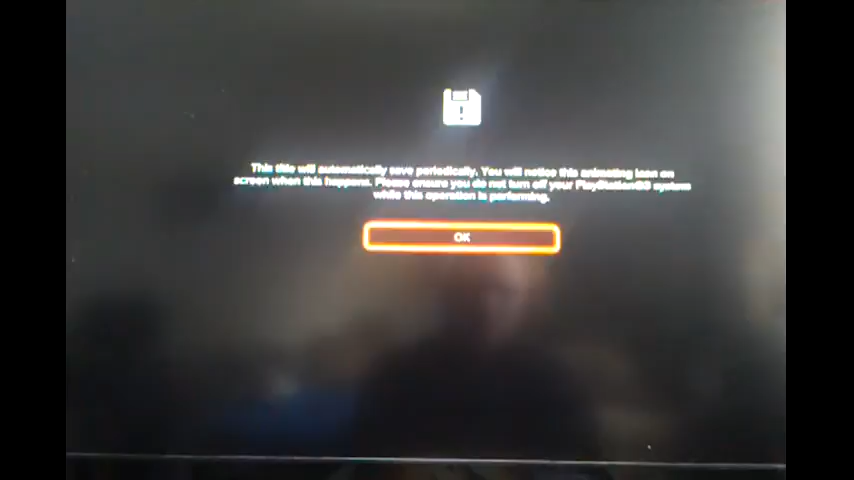 This title will automatically save periodically. You will notice this animating icon on
screen when this happens. Please ensure you do not turn off your PlayStation®3 system
while this operation is performing.
OK